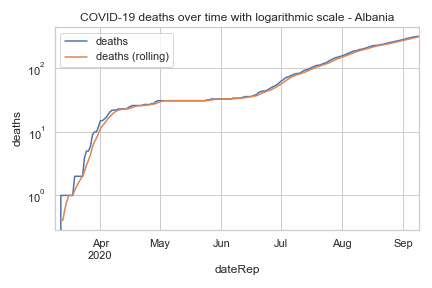 COVID-19 deaths over time with logarithmic scale - Albania
deaths
deaths (rolling)
10²
10¹
10⁰
deaths
Apr May Jun Jul Aug Sep
2020
dateRep